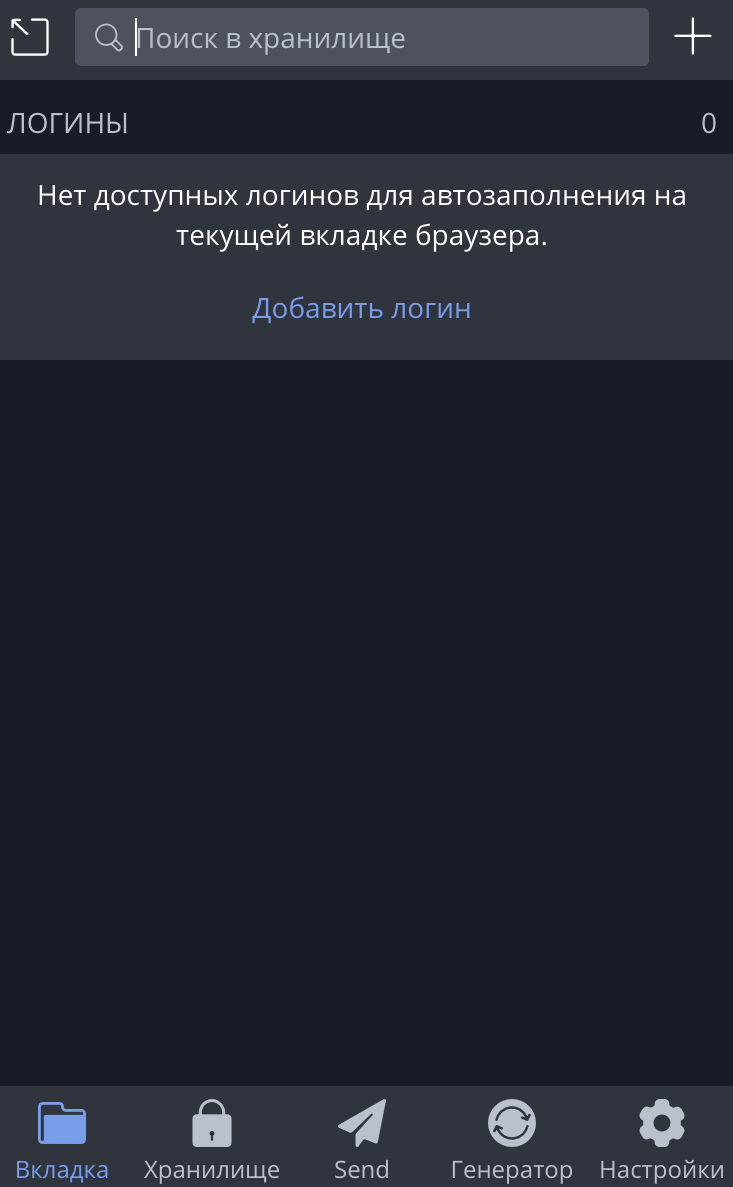 Поиск в хранилище
ЛОГИНЫ 0
Нет доступных логинов для автозаполнения на
текущей вкладке браузера.
Добавить логин
Вкладка Хранилище Send Генератор Настройки